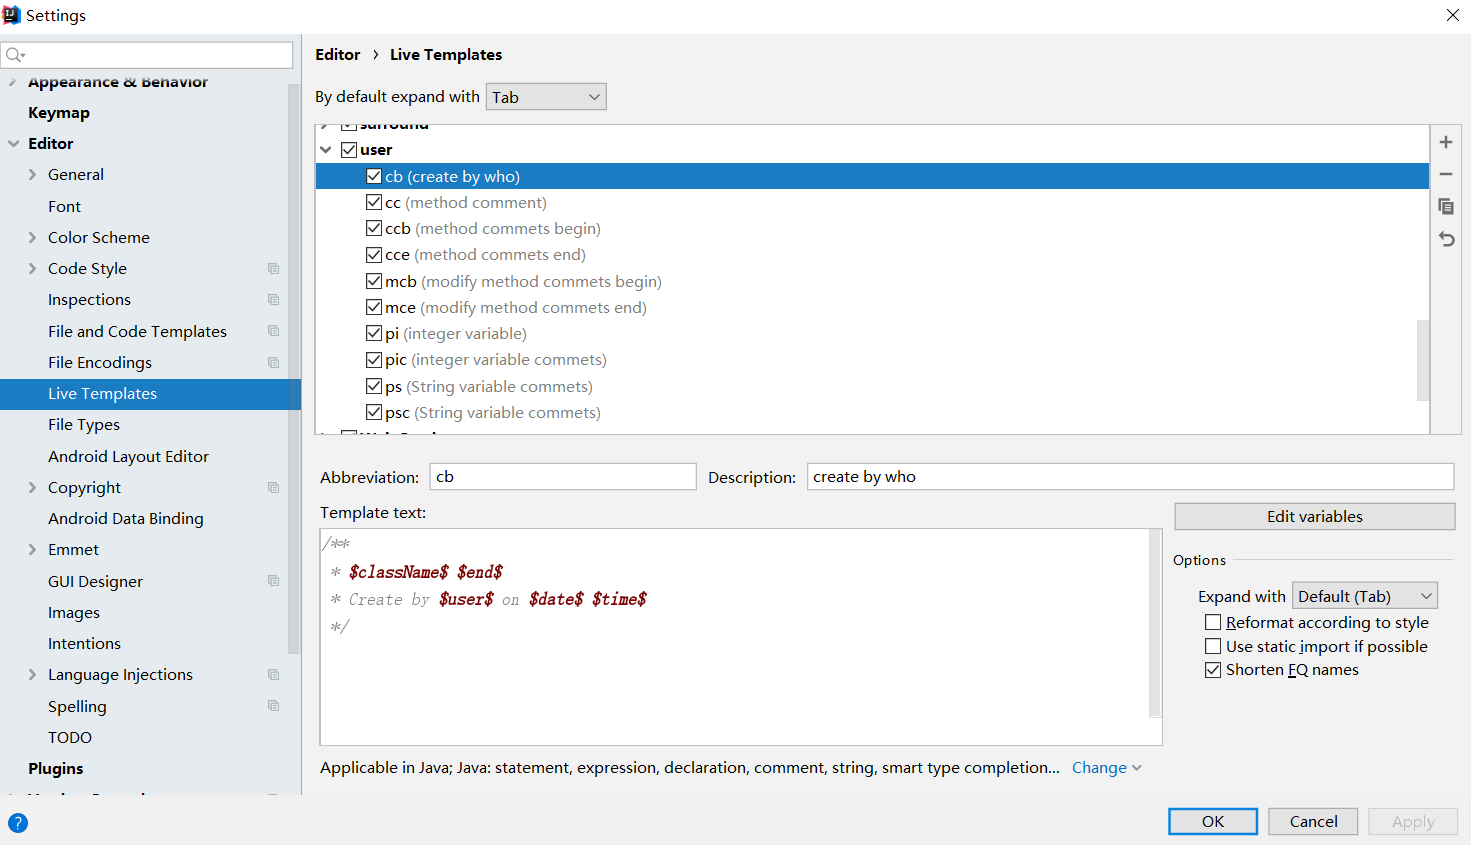 Settings
Appearance & Behavior
Keymap
Editor
General
Font
Color Scheme
Code Style
Inspections
File and Code Templates
File Encodings
Live Templates
File Types
Android Layout Editor
Copyright
Android Data Binding
Emmet
GUI Designer
Images
Intentions
Language Injections
Spelling
TODO
Plugins
Editor › Live Templates
By default expand with Tab
surround
user
cb (create by who)
cc (method comment)
ccb (method commets begin)
cce (method commets end)
mcb (modify method commets begin)
mce (modify method commets end)
pi (integer variable)
pic (integer variable commets)
ps (String variable commets)
psc (String variable commets)
Abbreviation: cb Description: create by who
Template text:
/**
* $className$ $end$
* Create by $user$ on $date$ $time$
*/
Edit variables
Options
Expand with Default (Tab)
Reformat according to style
Use static import if possible
Shorten FQ names
Applicable in Java; Java: statement, expression, declaration, comment, string, smart type completion... Change
? OK Cancel Apply